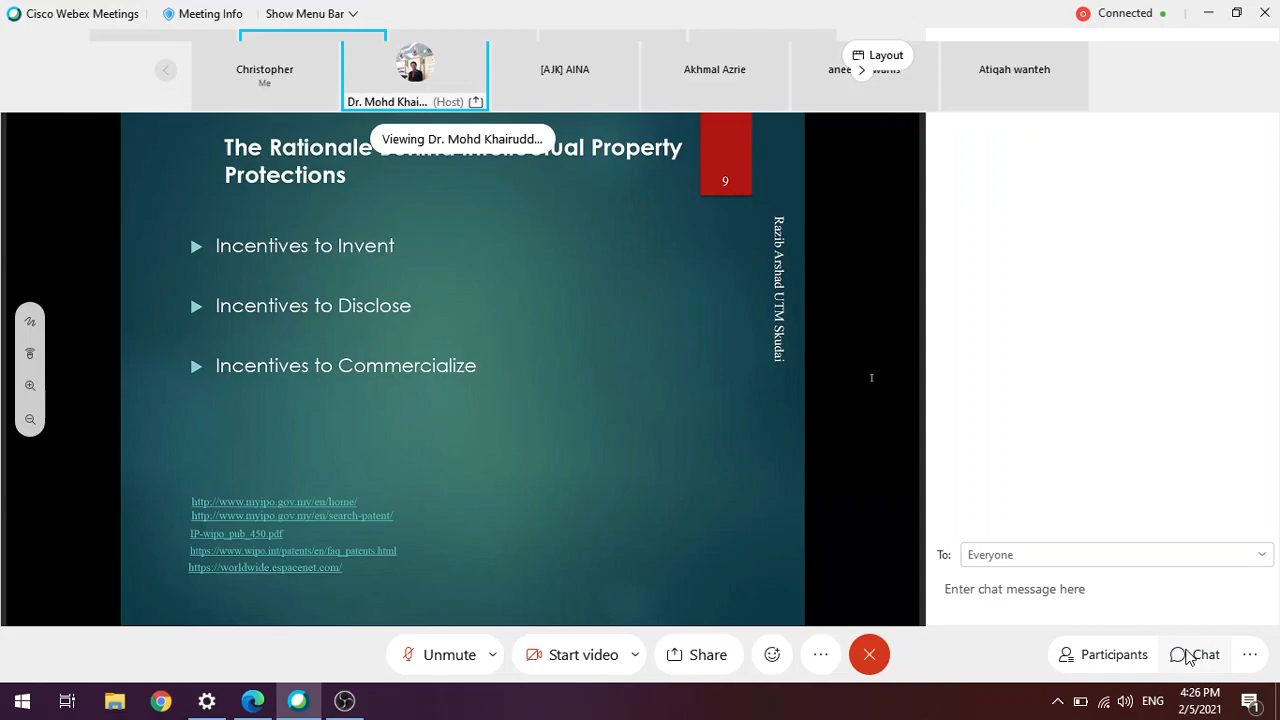 Cisco Webex Meetings
Meeting Info
Show Menu Bar
Connected
Layout
Christopher
Me
Dr. Mohd Khai... (Host)
[AJK] AINA
Akhmal Azrie
Atiqah wanteh
Viewing Dr. Mohd Khairudd...
The Rationale Behind Intellectual Property
Protections
9
Razib Arshad UTM Skudai
Incentives to Invent
Incentives to Disclose
Incentives to Commercialize
http://www.myipo.gov.my/en/home/
http://www.myipo.gov.my/en/search-patent/
IP-wipo_pub_450.pdf
https://www.wipo.int/patents/en/faq_patents.html
https://worldwide.espacenet.com/
To: Everyone
Enter chat message here
Unmute
Start video
Share
Participants
Chat
ENG
4:26 PM
2/5/2021
1